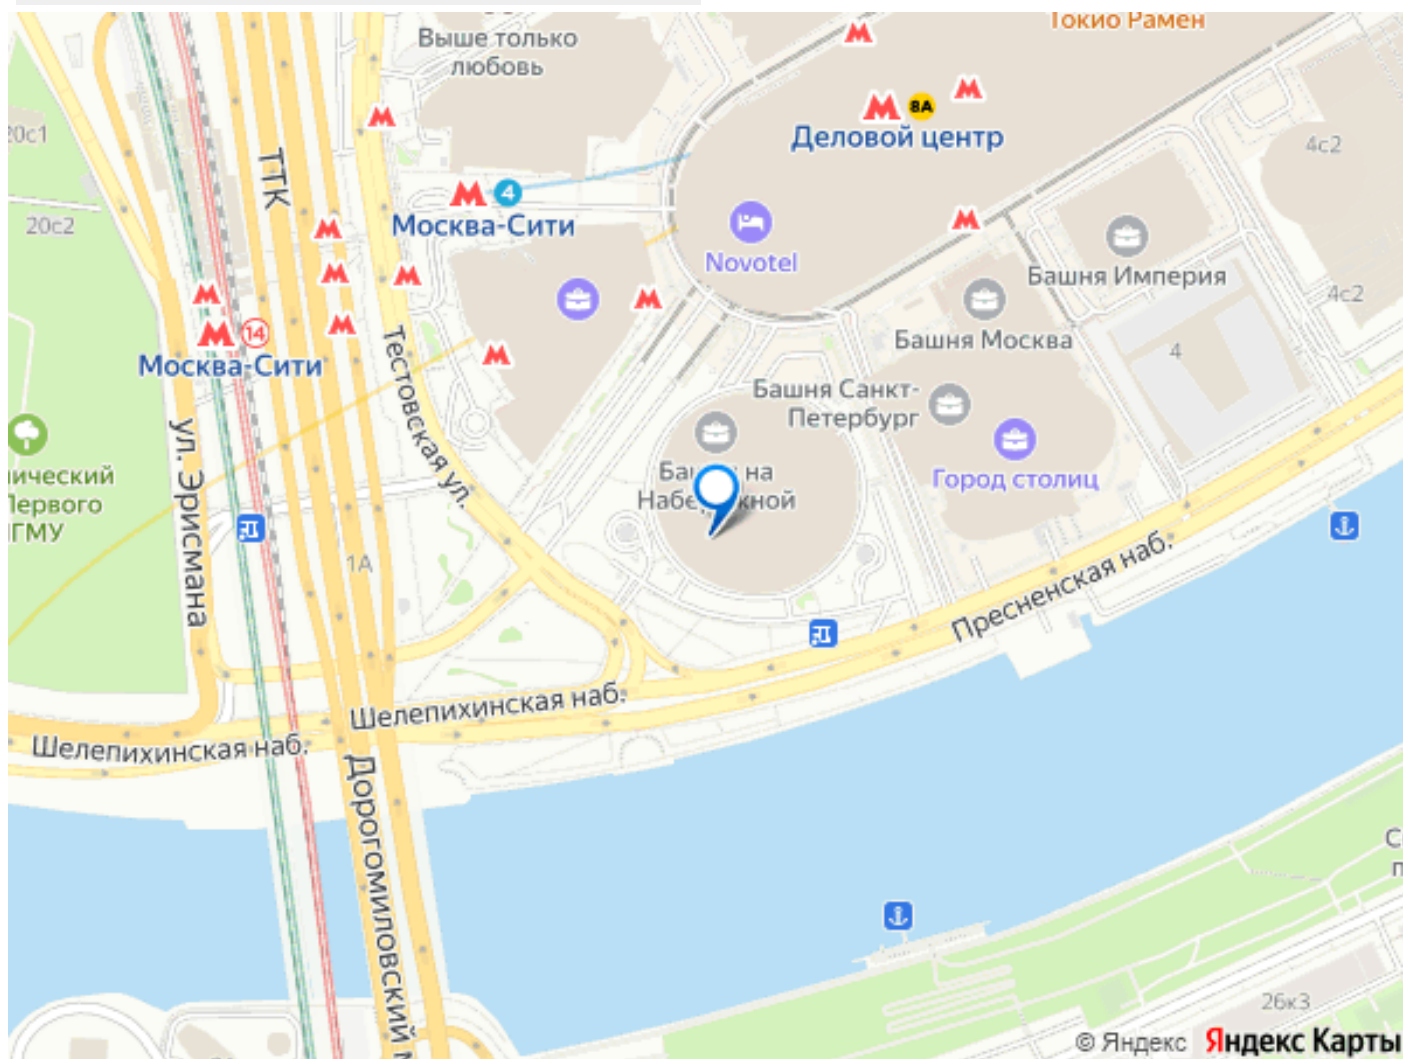 Токио Рамен
Выше только
любовь
8А
Деловой центр
20с1
4с2
ТТК
4
Москва-Сити
20с2
Novotel
Башня Империя
4с2
14
Москва-Сити
Башня Москва
4
Тестовская ул.
Башня Санкт-
Петербург
ул. Эрисмана
на
Город столиц
Первого
1А
Пресненская наб.
Шелепихинская наб.
Шелепихинская наб.
Дорогомиловский
26к3
© Яндекс Яндекс Карты